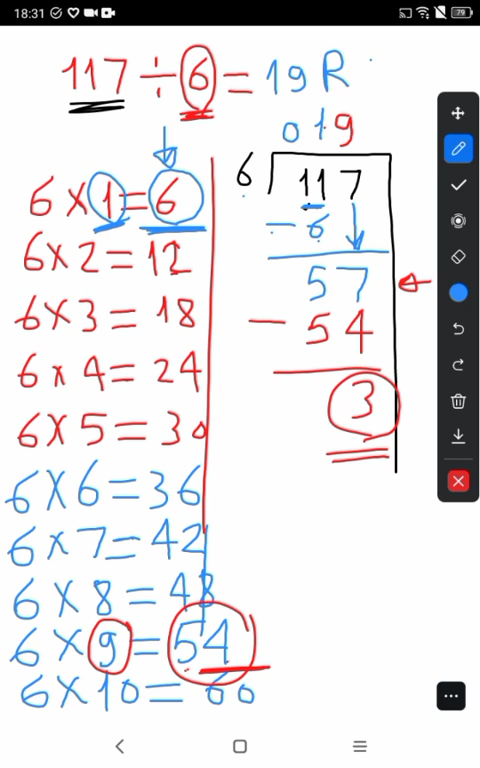 18:31
79
117 ÷ 6 = 19 R
019
6 117
- 6
57
- 54
3
6 × 1 = 6
6 × 2 = 12
6 × 3 = 18
6 × 4 = 24
6 × 5 = 30
6 × 6 = 36
6 × 7 = 42
6 × 8 = 48
6 × 9 = 54
6 × 10 = 60